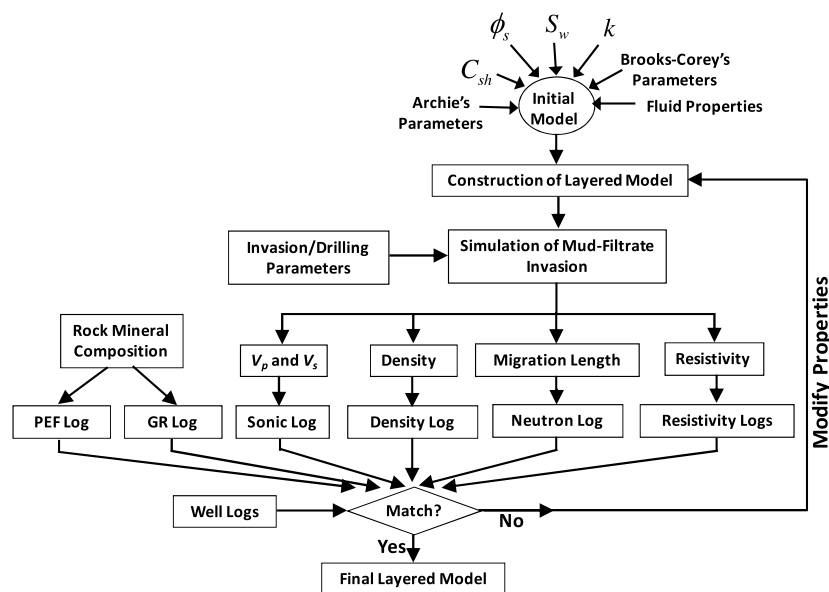 ϕs
Sw
k
Csh
Brooks-Corey's
Parameters
Archie's
Parameters
Initial
Model
Fluid Properties
Construction of Layered Model
Invasion/Drilling
Parameters
Simulation of Mud-Filtrate
Invasion
Modify Properties
Rock Mineral
Composition
Vp and Vs
Density
Migration Length
Resistivity
PEF Log
GR Log
Sonic Log
Density Log
Neutron Log
Resistivity Logs
Well Logs
Match?
No
Yes
Final Layered Model